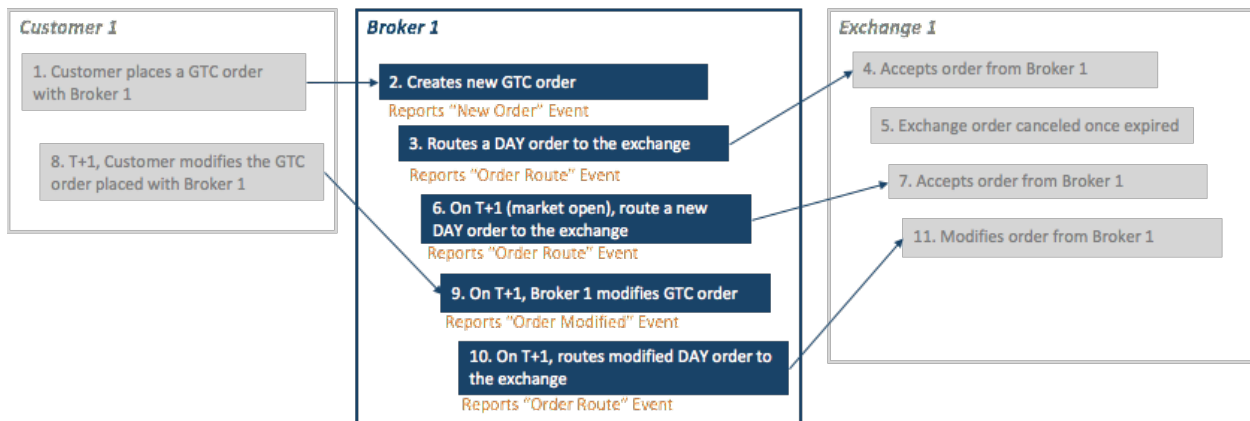 Customer 1
1. Customer places a GTC order
with Broker 1
8. T+1, Customer modifies the GTC
order placed with Broker 1
Broker 1
2. Creates new GTC order
Reports "New Order" Event
3. Routes a DAY order to the exchange
Reports "Order Route" Event
6. On T+1 (market open), route a new
DAY order to the exchange
Reports "Order Route" Event
9. On T+1, Broker 1 modifies GTC order
Reports "Order Modified" Event
10. On T+1, routes modified DAY order to
the exchange
Reports "Order Route" Event
Exchange 1
4. Accepts order from Broker 1
5. Exchange order canceled once expired
7. Accepts order from Broker 1
11. Modifies order from Broker 1